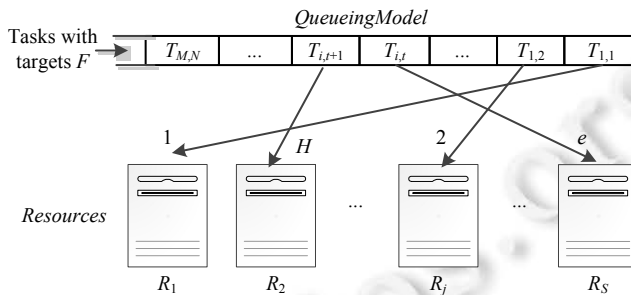 QueueingModel
Tasks with
targets F
T_{M,N} ... T_{i,t+1} T_{i,t} ... T_{1,2} T_{1,1}
1 H 2 e
Resources ... ...
R_1 R_2 R_j R_S